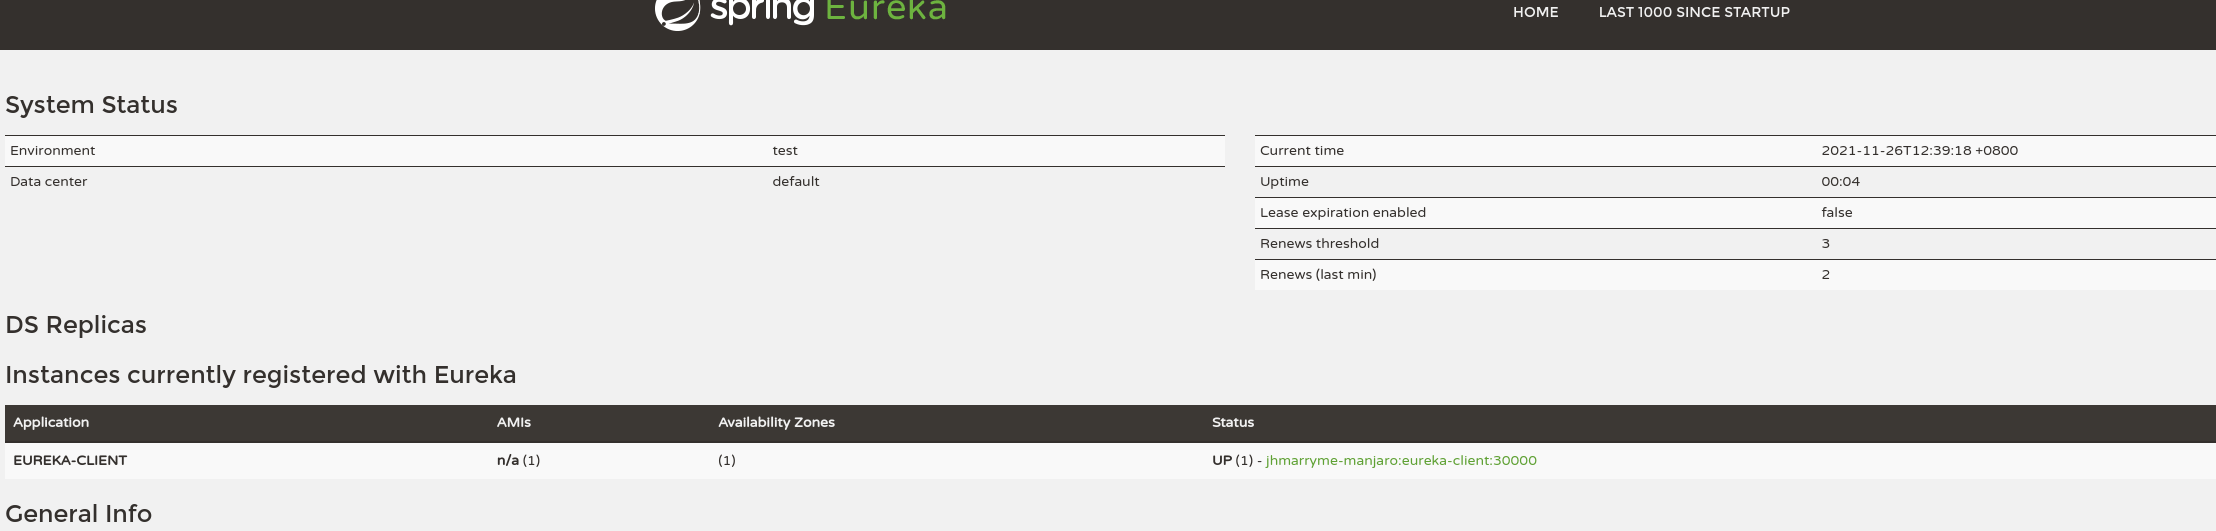 spring Eureka
HOME LAST 1000 SINCE STARTUP
System Status
Environment test
Data center default
Current time 2021-11-26T12:39:18 +0800
Uptime 00:04
Lease expiration enabled false
Renews threshold 3
Renews (last min) 2
DS Replicas
Instances currently registered with Eureka
Application AMIs Availability Zones Status
EUREKA-CLIENT n/a (1) (1) UP (1) - jhmarryme-manjaro:eureka-client:30000
General Info